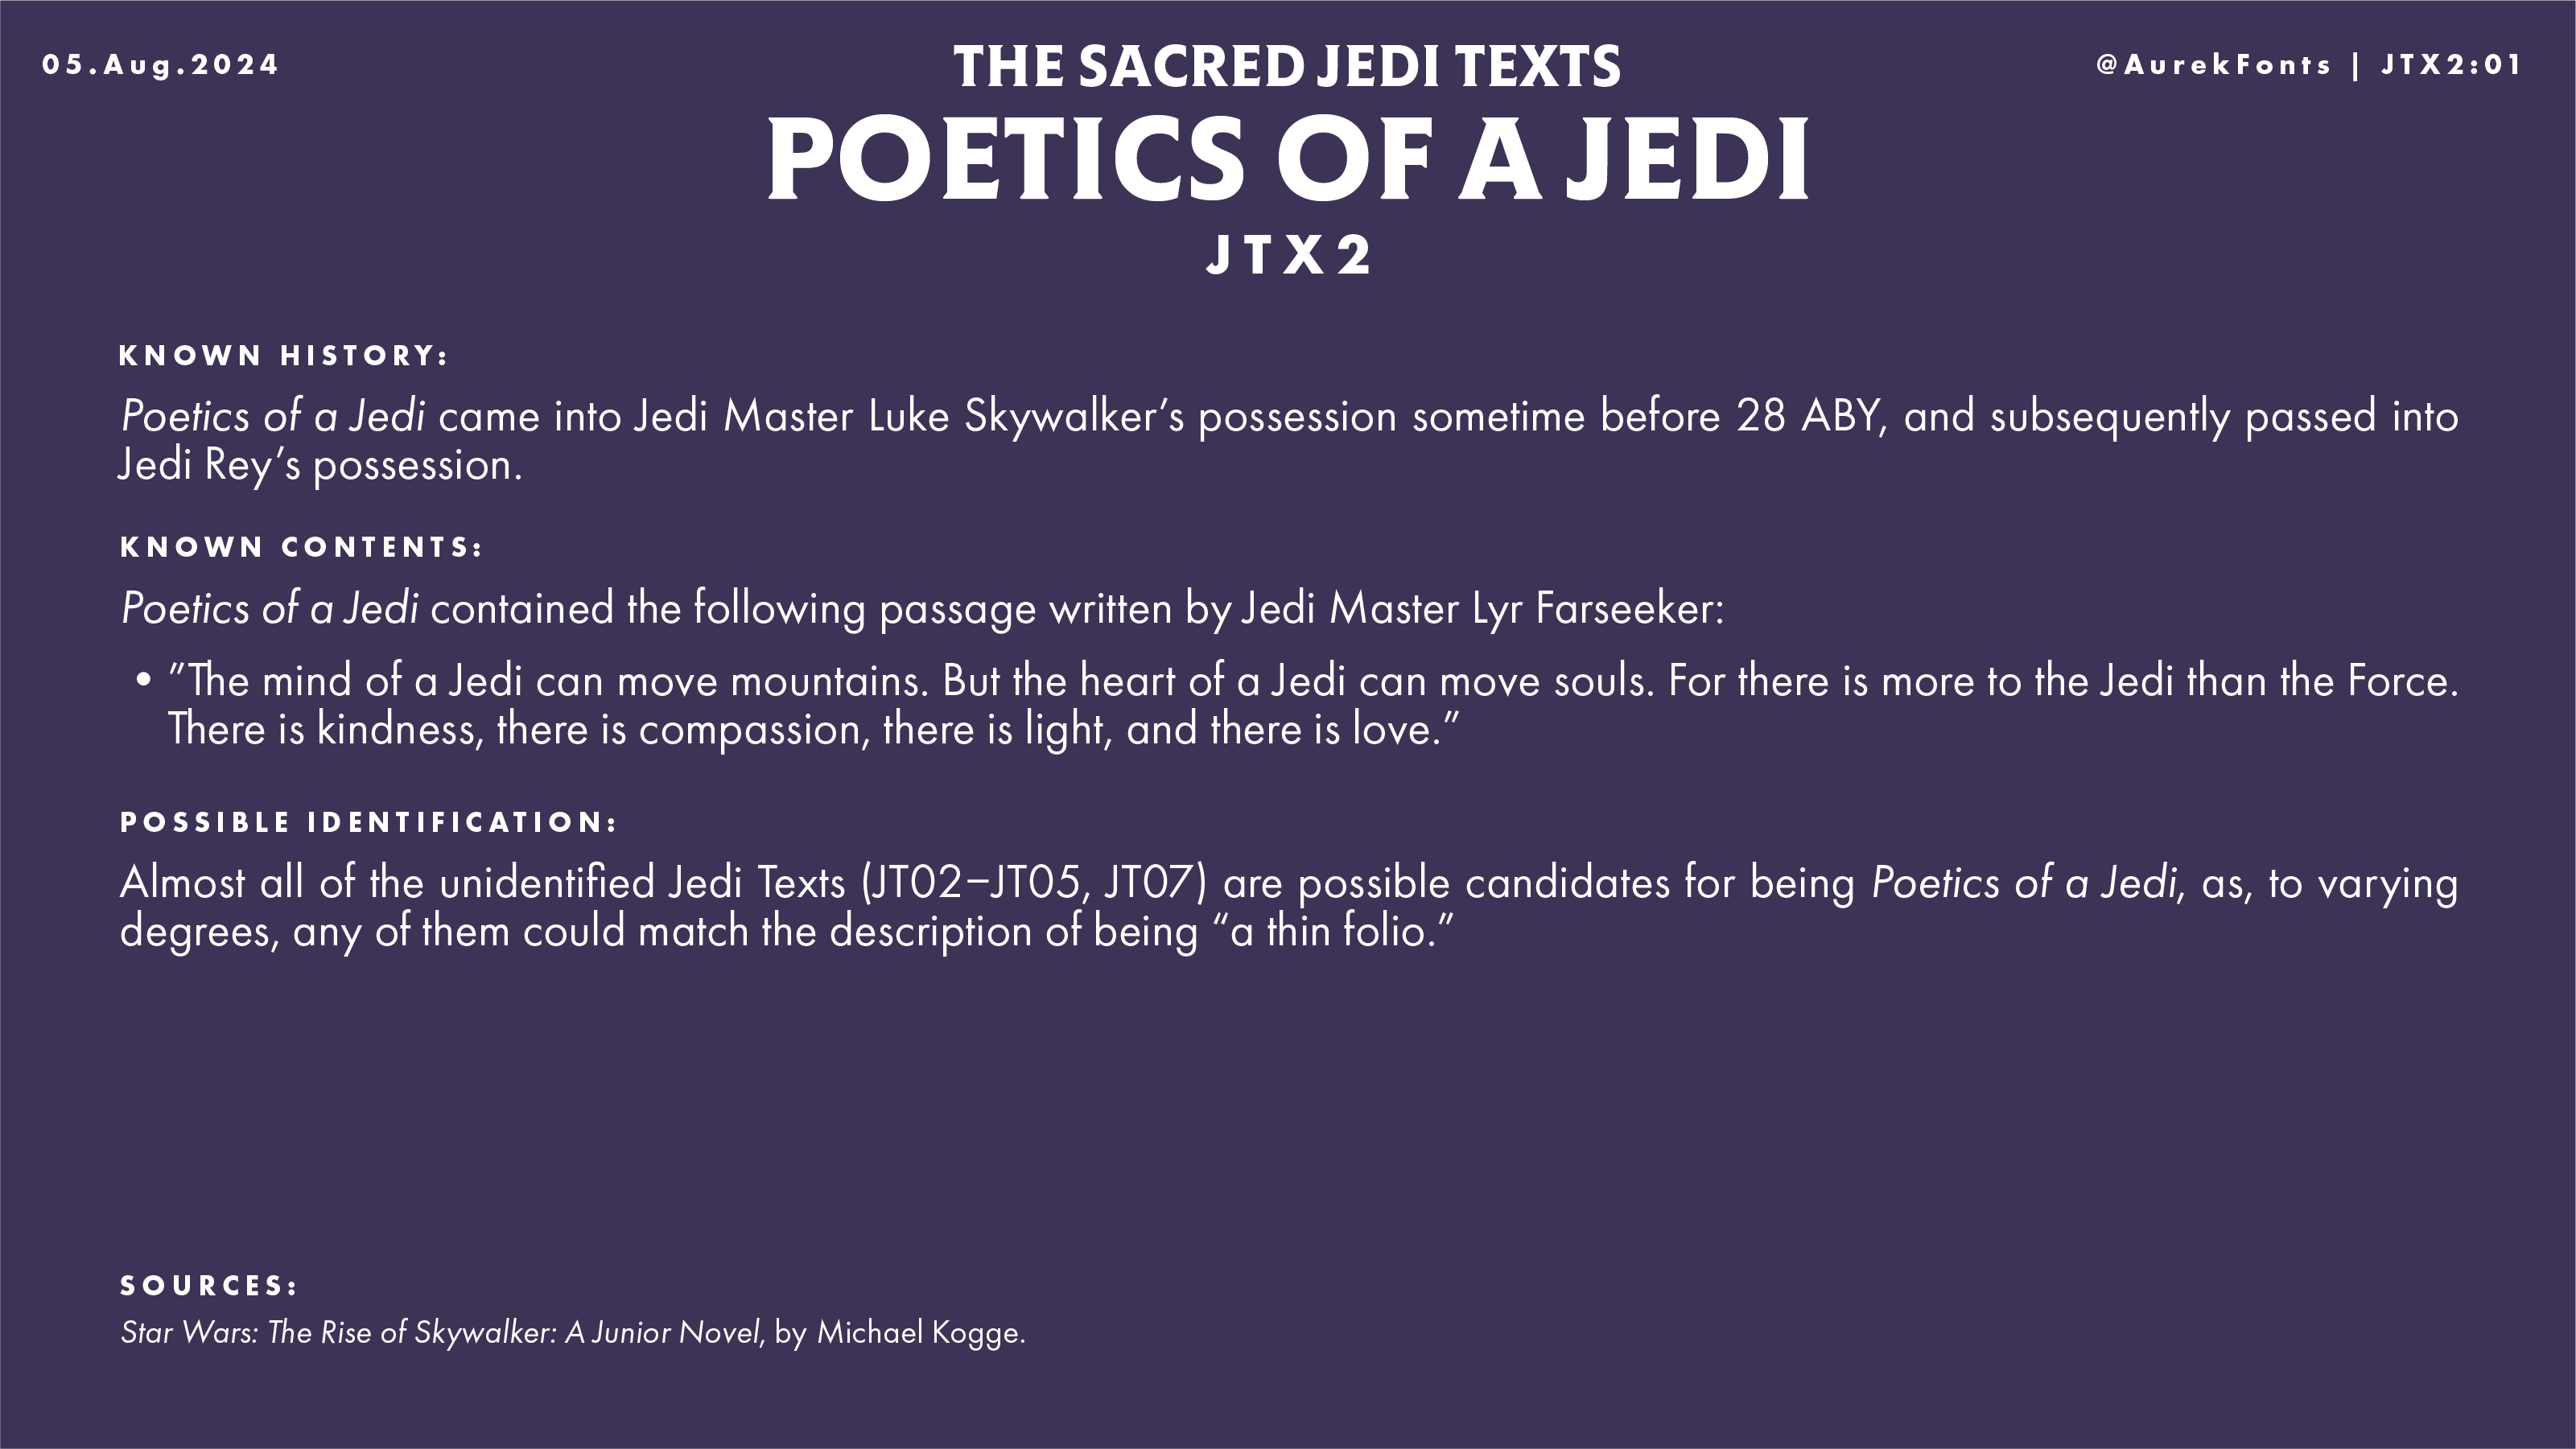 05.Aug.2024
THE SACRED JEDI TEXTS
@AurekFonts | JTX2:01
POETICS OF A JEDI
JTX2
KNOWN HISTORY:
Poetics of a Jedi came into Jedi Master Luke Skywalker’s possession sometime before 28 ABY, and subsequently passed into
Jedi Rey’s possession.
KNOWN CONTENTS:
Poetics of a Jedi contained the following passage written by Jedi Master Lyr Farseeker:
• ”The mind of a Jedi can move mountains. But the heart of a Jedi can move souls. For there is more to the Jedi than the Force.
There is kindness, there is compassion, there is light, and there is love.”
POSSIBLE IDENTIFICATION:
Almost all of the unidentified Jedi Texts (JT02–JT05, JT07) are possible candidates for being Poetics of a Jedi, as, to varying
degrees, any of them could match the description of being “a thin folio.”
SOURCES:
Star Wars: The Rise of Skywalker: A Junior Novel, by Michael Kogge.